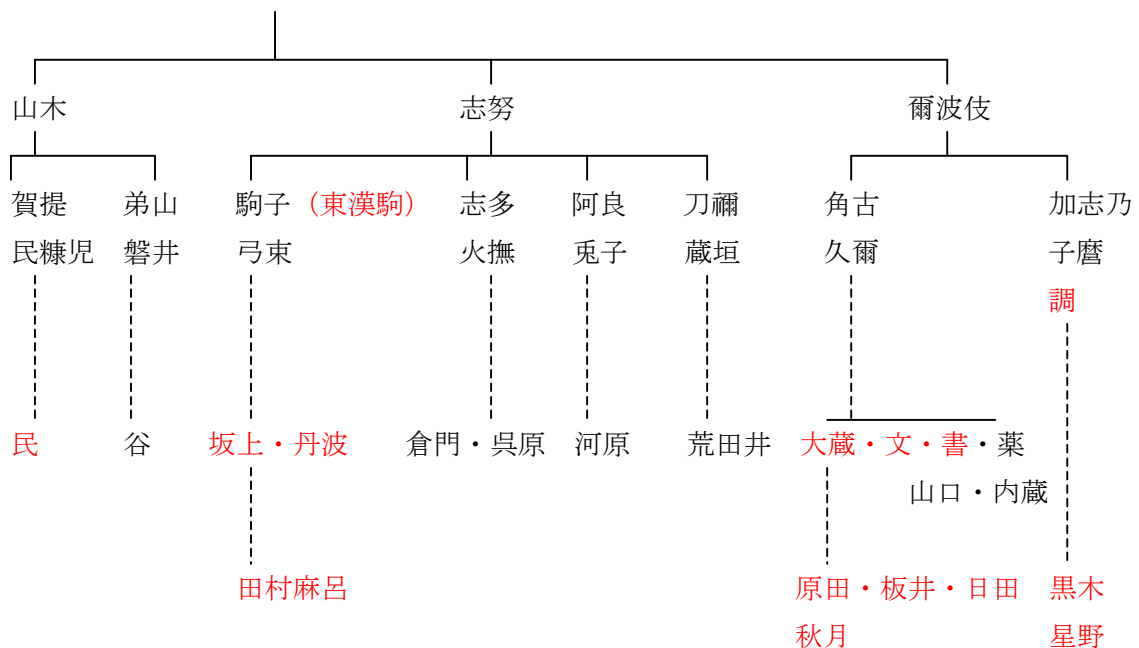 山木 志努 爾波伎
賀提 弟山 駒子（東漢駒） 志多 阿良 刀禰 角古 加志乃
民糠児 磐井 弓束 火撫 兎子 蔵垣 久爾 子麿
調
民 谷 坂上・丹波 倉門・呉原 河原 荒田井 大蔵・文・書・薬
山口・内蔵
田村麻呂 原田・板井・日田 黒木
秋月 星野